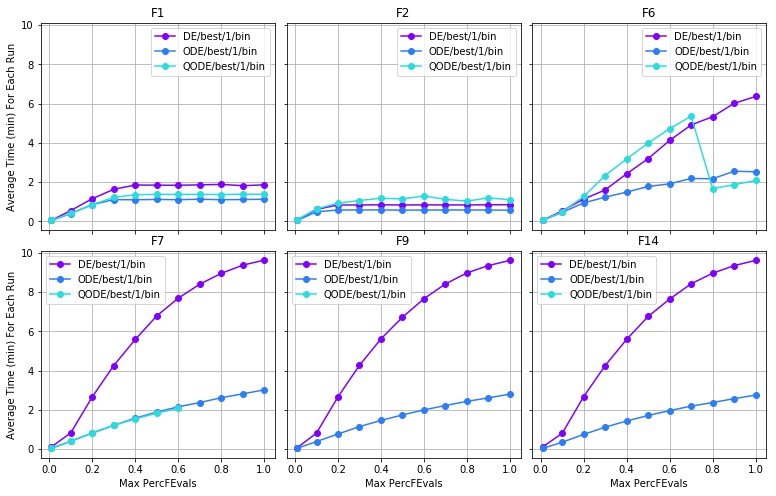 F1
F2
F6
10
8
6
4
2
0
Average Time (min) For Each Run
DE/best/1/bin
ODE/best/1/bin
QODE/best/1/bin
DE/best/1/bin
ODE/best/1/bin
QODE/best/1/bin
DE/best/1/bin
ODE/best/1/bin
QODE/best/1/bin
F7
F9
F14
10
8
6
4
2
0
Average Time (min) For Each Run
DE/best/1/bin
ODE/best/1/bin
QODE/best/1/bin
DE/best/1/bin
ODE/best/1/bin
QODE/best/1/bin
DE/best/1/bin
ODE/best/1/bin
QODE/best/1/bin
0.0 0.2 0.4 0.6 0.8 1.0
0.0 0.2 0.4 0.6 0.8 1.0
0.0 0.2 0.4 0.6 0.8 1.0
Max PercFEvals
Max PercFEvals
Max PercFEvals